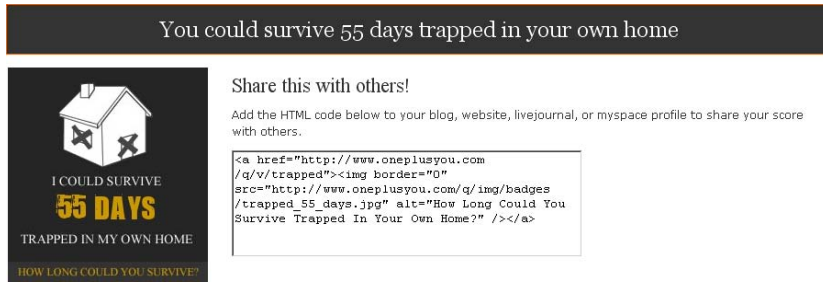 You could survive 55 days trapped in your own home
I COULD SURVIVE
55 DAYS
TRAPPED IN MY OWN HOME
HOW LONG COULD YOU SURVIVE?
Share this with others!
Add the HTML code below to your blog, website, livejournal, or myspace profile to share your score
with others.
<a href="http://www.oneplusyou.com
/q/v/trapped"><img border="0"
src="http://www.oneplusyou.com/q/img/badges
/trapped_55_days.jpg" alt="How Long Could You
Survive Trapped In Your Own Home?" /></a>